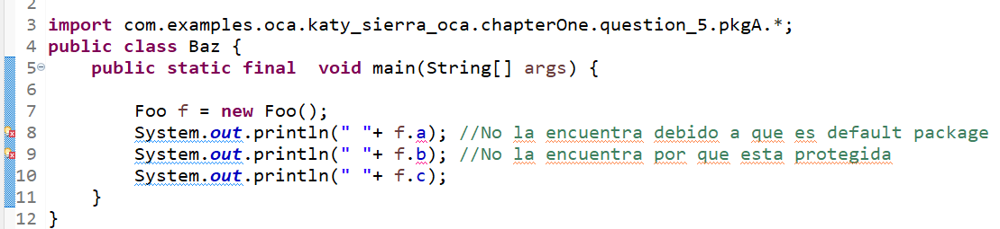 2
3 import com.examples.oca.katy_sierra_oca.chapterOne.question_5.pkgA.*;
4 public class Baz {
5 public static final  void main(String[] args) {
6
7 Foo f = new Foo();
8 System.out.println(" "+ f.a); //No la encuentra debido a que es default package
9 System.out.println(" "+ f.b); //No la encuentra por que esta protegida
10 System.out.println(" "+ f.c);
11 }
12 }